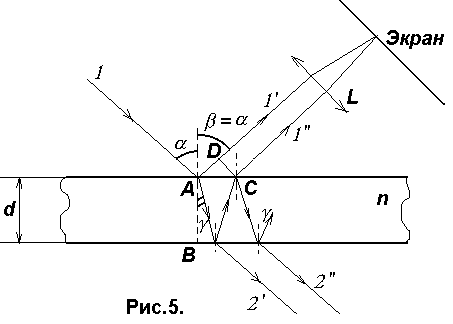 Экран
1
1'
L
β = α
α
D
1"
A
C
d
n
γ
γ
B
2'
2"
Рис.5.